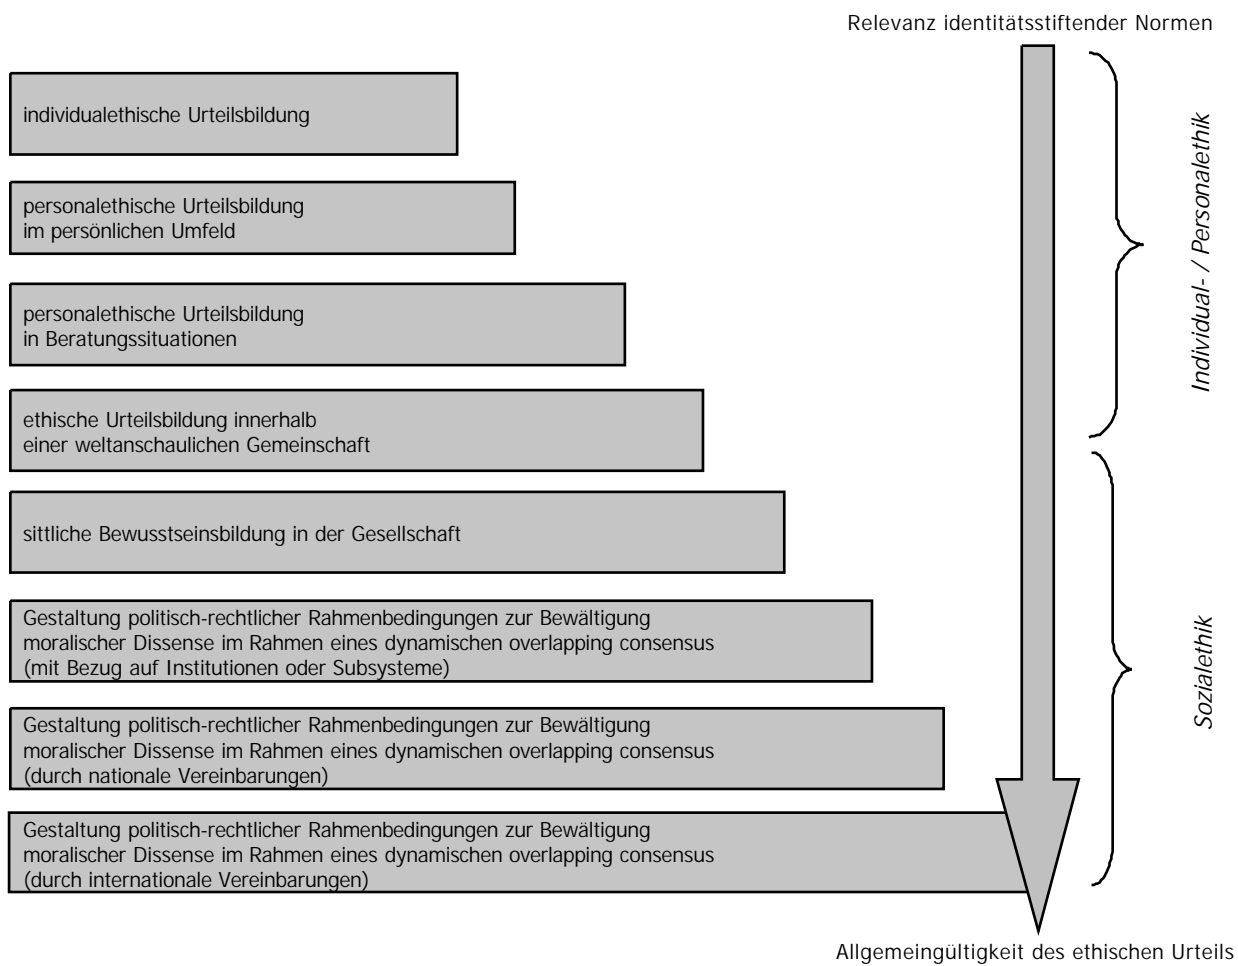 Relevanz identitätsstiftender Normen
individualethische Urteilsbildung
personalethische Urteilsbildung
im persönlichen Umfeld
personalethische Urteilsbildung
in Beratungssituationen
ethische Urteilsbildung innerhalb
einer weltanschaulichen Gemeinschaft
Individual- / Personalethik
sittliche Bewusstseinsbildung in der Gesellschaft
Gestaltung politisch-rechtlicher Rahmenbedingungen zur Bewältigung
moralischer Dissense im Rahmen eines dynamischen overlapping consensus
(mit Bezug auf Institutionen oder Subsysteme)
Gestaltung politisch-rechtlicher Rahmenbedingungen zur Bewältigung
moralischer Dissense im Rahmen eines dynamischen overlapping consensus
(durch nationale Vereinbarungen)
Gestaltung politisch-rechtlicher Rahmenbedingungen zur Bewältigung
moralischer Dissense im Rahmen eines dynamischen overlapping consensus
(durch internationale Vereinbarungen)
Sozialethik
Allgemeingültigkeit des ethischen Urteils